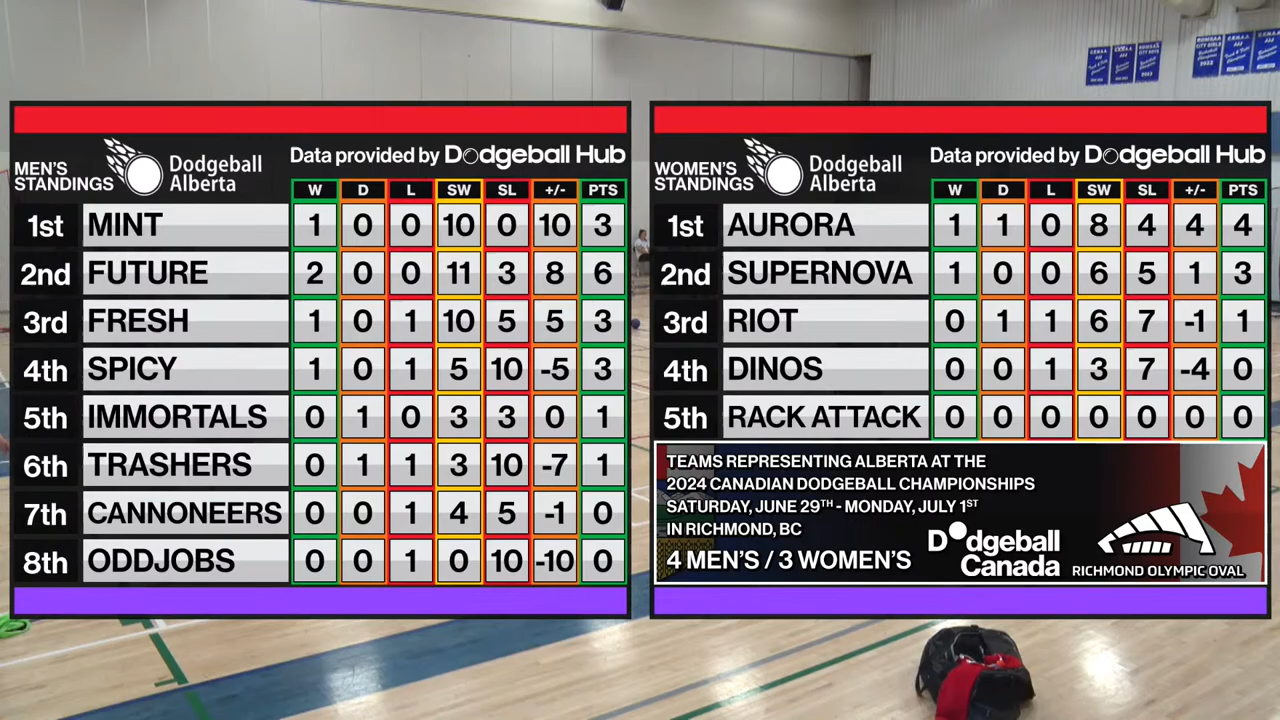 MEN'S
STANDINGS
Dodgeball
Alberta
Data provided by Dodgeball Hub
W D L SW SL +/- PTS
1st MINT 1 0 0 10 0 10 3
2nd FUTURE 2 0 0 11 3 8 6
3rd FRESH 1 0 1 10 5 5 3
4th SPICY 1 0 1 5 10 -5 3
5th IMMORTALS 0 1 0 3 3 0 1
6th TRASHERS 0 1 1 3 10 -7 1
7th CANNONEERS 0 0 1 4 5 -1 0
8th ODDJOBS 0 0 1 0 10 -10 0
WOMEN'S
STANDINGS
Dodgeball
Alberta
Data provided by Dodgeball Hub
W D L SW SL +/- PTS
1st AURORA 1 1 0 8 4 4 4
2nd SUPERNOVA 1 0 0 6 5 1 3
3rd RIOT 0 1 1 6 7 -1 1
4th DINOS 0 0 1 3 7 -4 0
5th RACK ATTACK 0 0 0 0 0 0 0
TEAMS REPRESENTING ALBERTA AT THE
2024 CANADIAN DODGEBALL CHAMPIONSHIPS
SATURDAY, JUNE 29TH - MONDAY, JULY 1ST
IN RICHMOND, BC
4 MEN'S / 3 WOMEN'S
Dodgeball
Canada
RICHMOND OLYMPIC OVAL